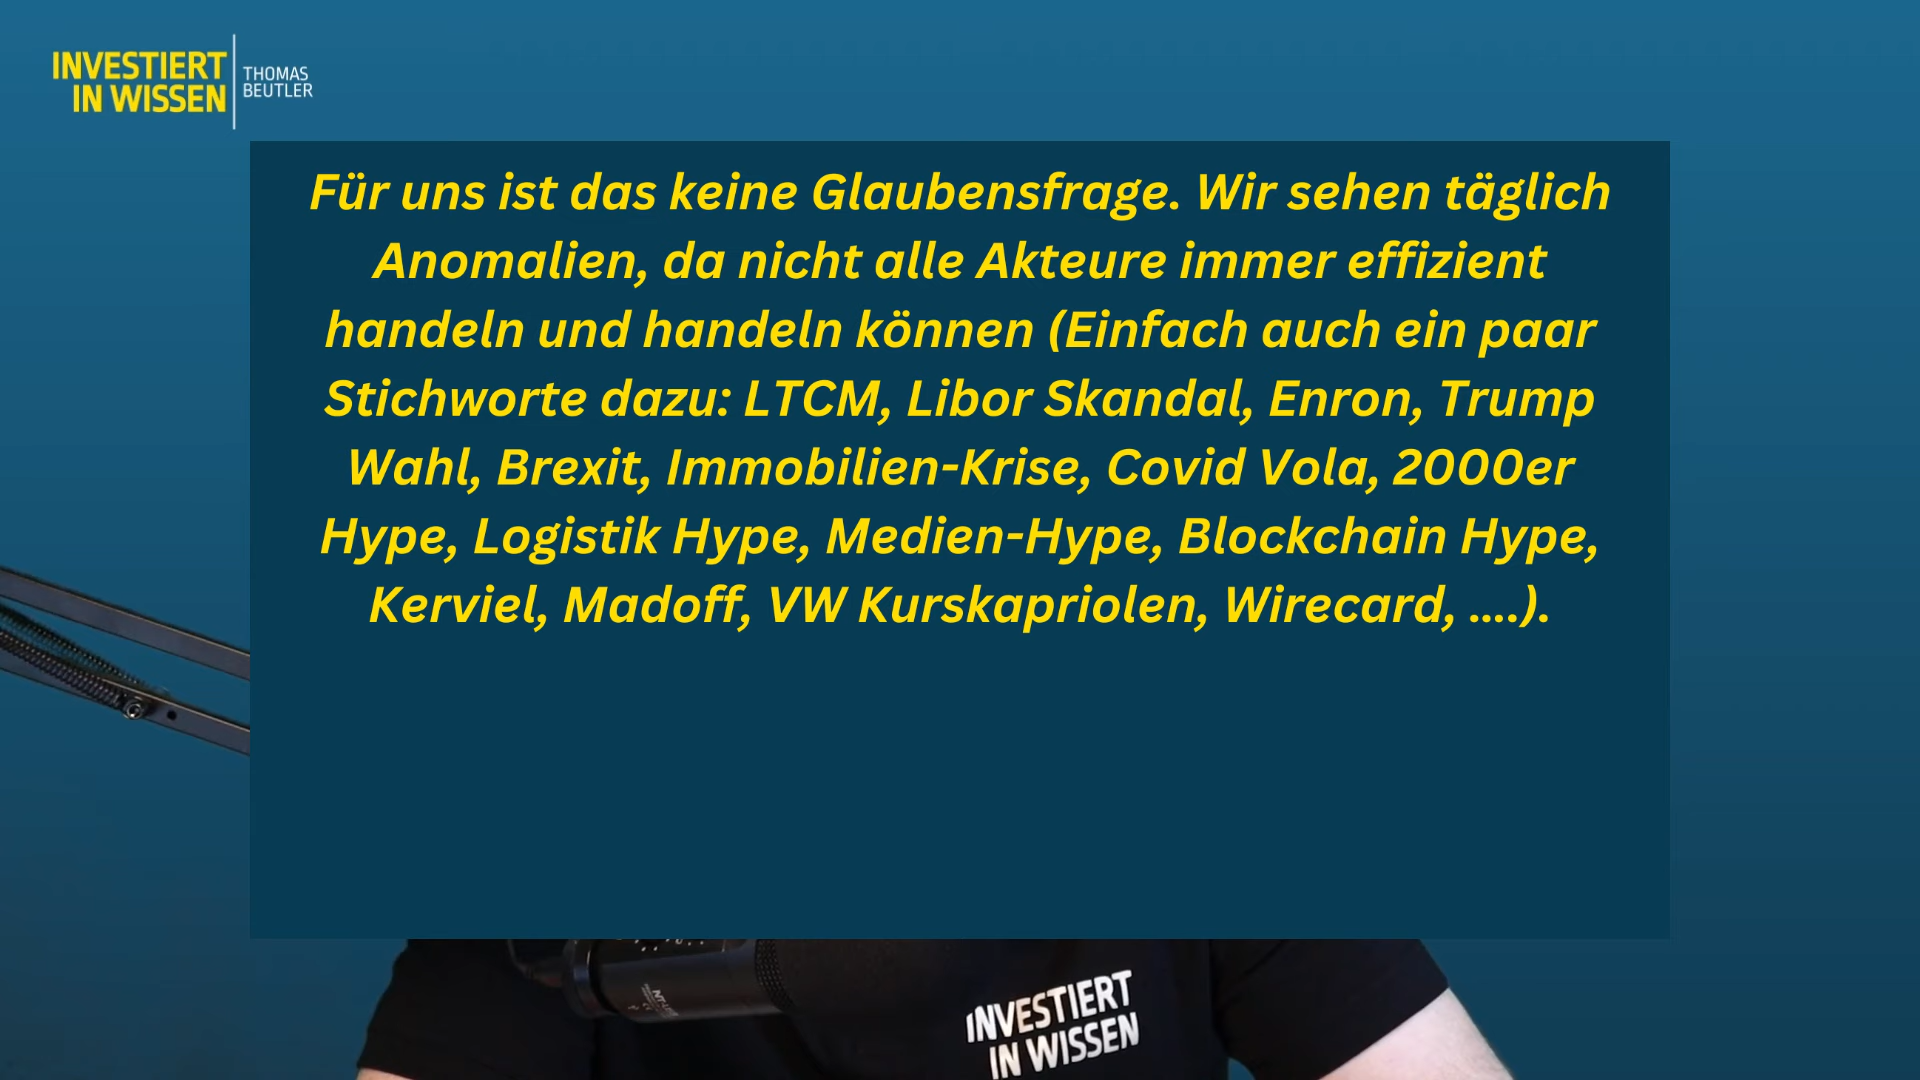 INVESTIERT
IN WISSEN
THOMAS
BEUTLER
Für uns ist das keine Glaubensfrage. Wir sehen täglich
Anomalien, da nicht alle Akteure immer effizient
handeln und handeln können (Einfach auch ein paar
Stichworte dazu: LTCM, Libor Skandal, Enron, Trump
Wahl, Brexit, Immobilien-Krise, Covid Vola, 2000er
Hype, Logistik Hype, Medien-Hype, Blockchain Hype,
Kerviel, Madoff, VW Kurskapriolen, Wirecard, ....).
INVESTIERT
IN WISSEN